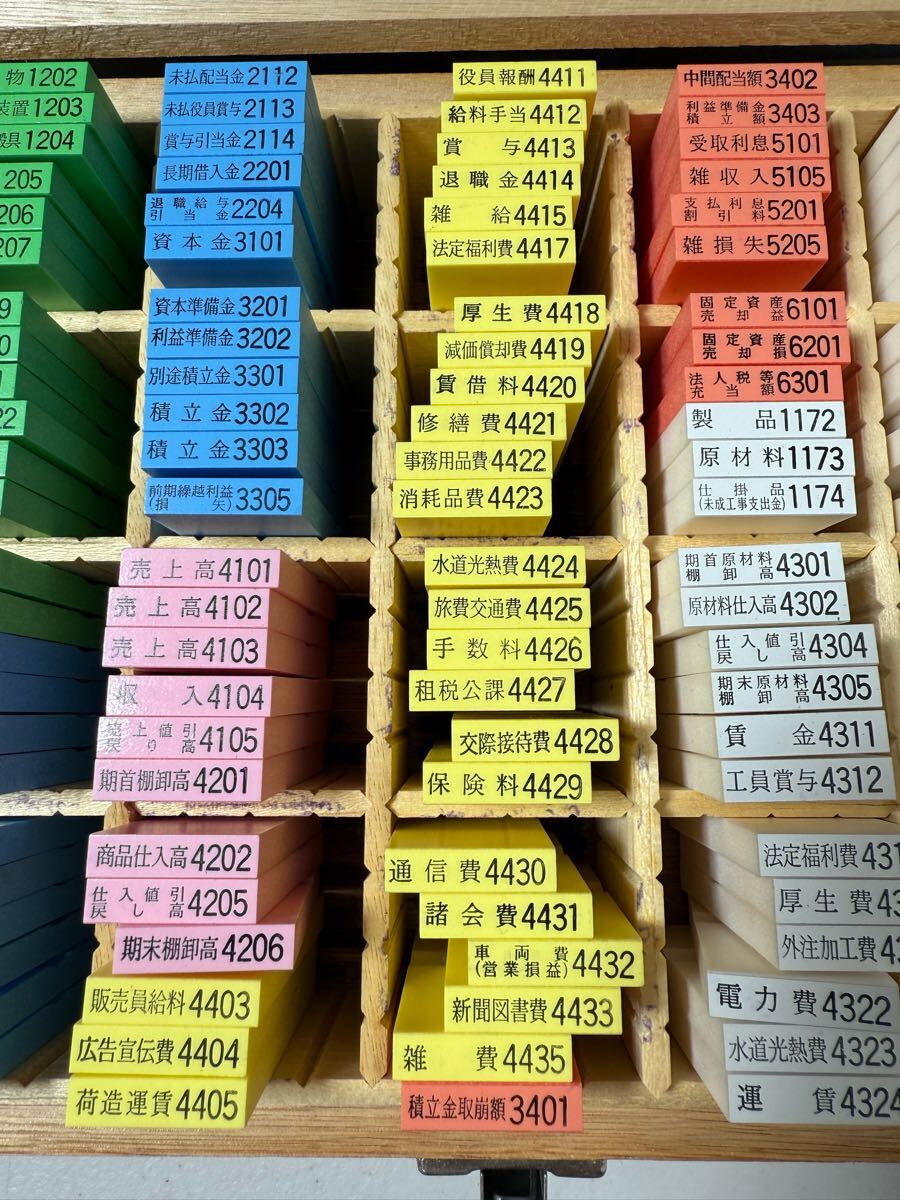 物1202
装置1203
搬具1204
205
206
207
9
0
1
22
未払配当金2112
未払役員賞与2113
賞与引当金2114
長期借入金2201
退職給与
引当金2204
資本金3101
資本準備金3201
利益準備金3202
別途積立金3301
積立金3302
積立金3303
前期繰越利益
(損失)3305
売上高4101
売上高4102
売上高4103
収入4104
売上値引
戻り高4105
期首棚卸高4201
商品仕入高4202
仕入値引
戻し高4205
期末棚卸高4206
販売員給料4403
広告宣伝費4404
荷造運賃4405
役員報酬4411
給料手当4412
賞与4413
退職金4414
雑給4415
法定福利費4417
厚生費4418
減価償却費4419
賃借料4420
修繕費4421
事務用品費4422
消耗品費4423
水道光熱費4424
旅費交通費4425
手数料4426
租税公課4427
交際接待費4428
保険料4429
通信費4430
諸会費4431
車両費
(営業損益)4432
新聞図書費4433
雑費4435
積立金取崩額3401
中間配当額3402
利益準備金
積立額3403
受取利息5101
雑収入5105
支払利息
割引料5201
雑損失5205
固定資産
売却益6101
固定資産
売却損6201
法人税等
充当額6301
製品1172
原材料1173
仕掛品
(未成工事支出金)1174
期首原材料
棚卸高4301
原材料仕入高4302
仕入値引
戻し高4304
期末原材料
棚卸高4305
賃金4311
工員賞与4312
法定福利費431
厚生費43
外注加工費43
電力費4322
水道光熱費4323
運賃4324